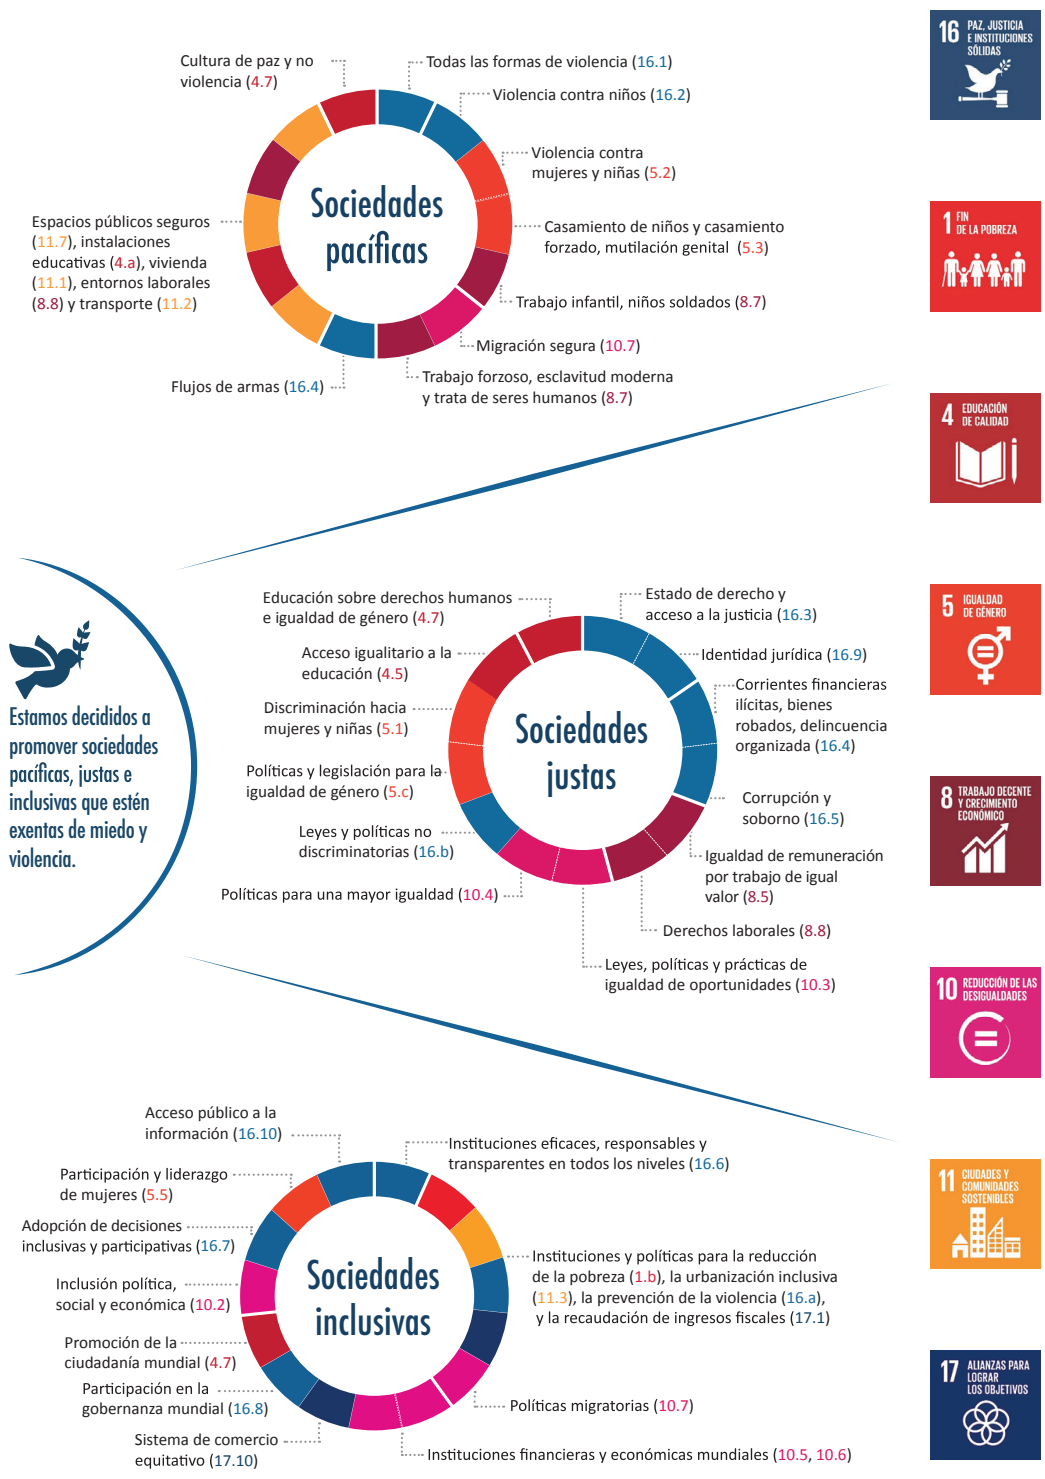 Cultura de paz y no
violencia (4.7)
Todas las formas de violencia (16.1)
Violencia contra niños (16.2)
Violencia contra
mujeres y niñas (5.2)
Casamiento de niños y casamiento
forzado, mutilación genital (5.3)
Trabajo infantil, niños soldados (8.7)
Migración segura (10.7)
Trabajo forzoso, esclavitud moderna
y trata de seres humanos (8.7)
Flujos de armas (16.4)
Espacios públicos seguros
(11.7), instalaciones
educativas (4.a), vivienda
(11.1), entornos laborales
(8.8) y transporte (11.2)
Sociedades
pacíficas
Estamos decididos a
promover sociedades
pacíficas, justas e
inclusivas que estén
exentas de miedo y
violencia.
Educación sobre derechos humanos
e igualdad de género (4.7)
Estado de derecho y
acceso a la justicia (16.3)
Identidad jurídica (16.9)
Corrientes financieras
ilícitas, bienes
robados, delincuencia
organizada (16.4)
Corrupción y
soborno (16.5)
Igualdad de remuneración
por trabajo de igual
valor (8.5)
Derechos laborales (8.8)
Leyes, políticas y prácticas de
igualdad de oportunidades (10.3)
Políticas para una mayor igualdad (10.4)
Leyes y políticas no
discriminatorias (16.b)
Políticas y legislación para la
igualdad de género (5.c)
Discriminación hacia
mujeres y niñas (5.1)
Acceso igualitario a la
educación (4.5)
Sociedades
justas
Acceso público a la
información (16.10)
Instituciones eficaces, responsables y
transparentes en todos los niveles (16.6)
Instituciones y políticas para la reducción
de la pobreza (1.b), la urbanización inclusiva
(11.3), la prevención de la violencia (16.a),
y la recaudación de ingresos fiscales (17.1)
Políticas migratorias (10.7)
Instituciones financieras y económicas mundiales (10.5, 10.6)
Sistema de comercio
equitativo (17.10)
Participación en la
gobernanza mundial (16.8)
Promoción de la
ciudadanía mundial (4.7)
Inclusión política,
social y económica (10.2)
Adopción de decisiones
inclusivas y participativas (16.7)
Participación y liderazgo
de mujeres (5.5)
Sociedades
inclusivas
16 PAZ, JUSTICIA
E INSTITUCIONES
SÓLIDAS
1 FIN
DE LA POBREZA
4 EDUCACIÓN
DE CALIDAD
5 IGUALDAD
DE GÉNERO
8 TRABAJO DECENTE
Y CRECIMIENTO
ECONÓMICO
10 REDUCCIÓN DE LAS
DESIGUALDADES
11 CIUDADES Y
COMUNIDADES
SOSTENIBLES
17 ALIANZAS PARA
LOGRAR
LOS OBJETIVOS